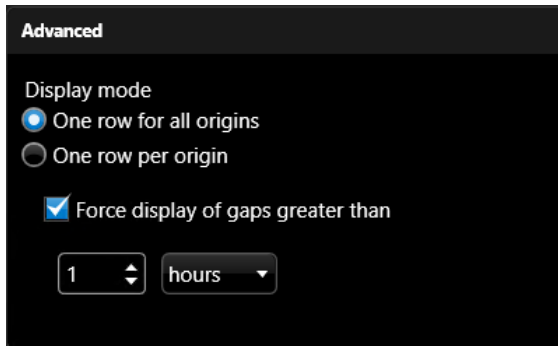 Advanced
Display mode
One row for all origins
One row per origin
Force display of gaps greater than
1 hours